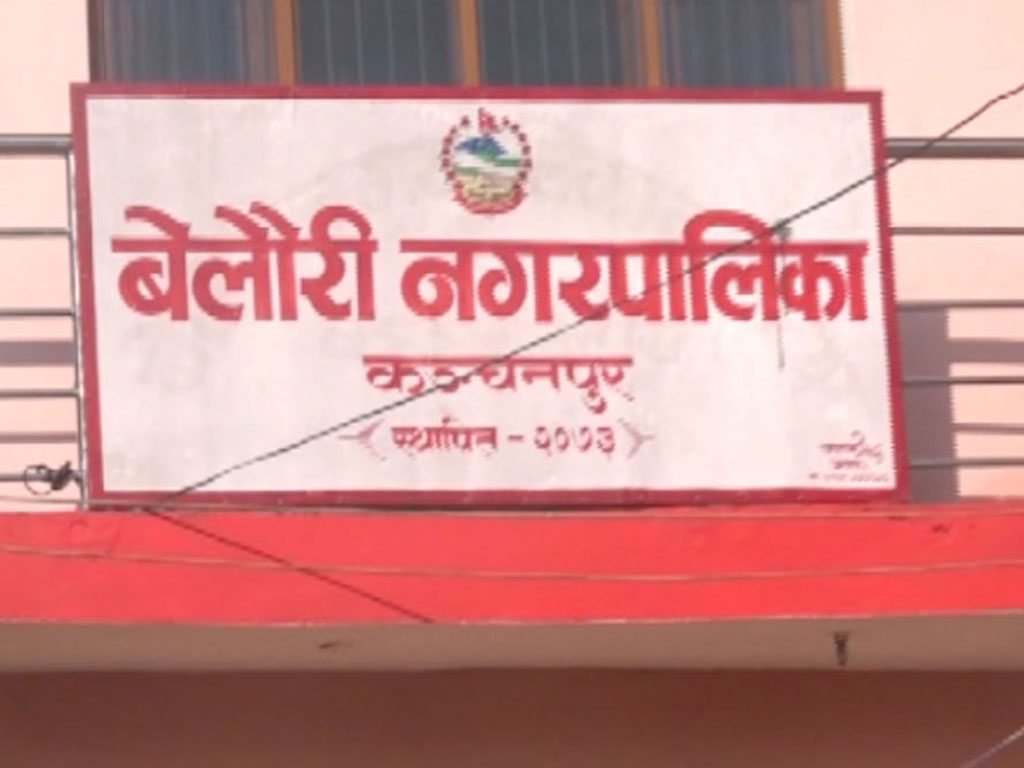 बेलौरी नगरपालिका
कञ्चनपुर
स्थापित - २०७३